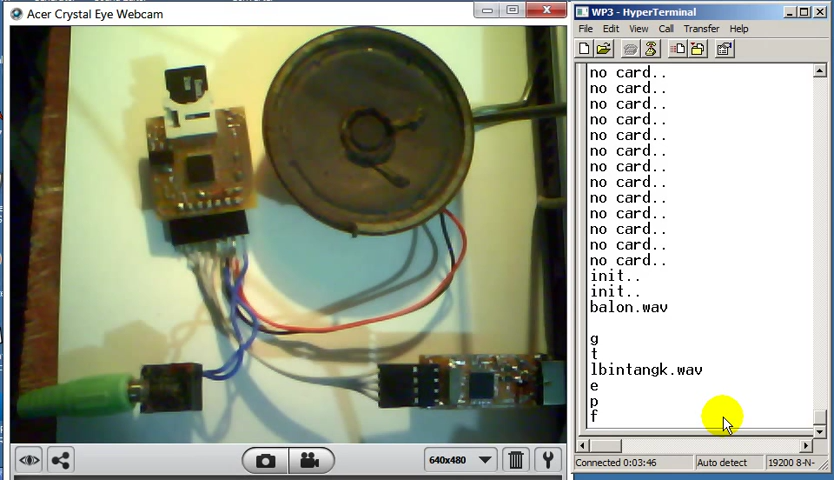 Acer Crystal Eye Webcam
640x480
WP3 - HyperTerminal
File Edit View Call Transfer Help
no card..
no card..
no card..
no card..
no card..
no card..
no card..
no card..
no card..
no card..
no card..
no card..
no card..
init..
init..
balon.wav
g
t
lbintangk.wav
e
p
f
Connected 0:03:46 Auto detect 19200 8-N-